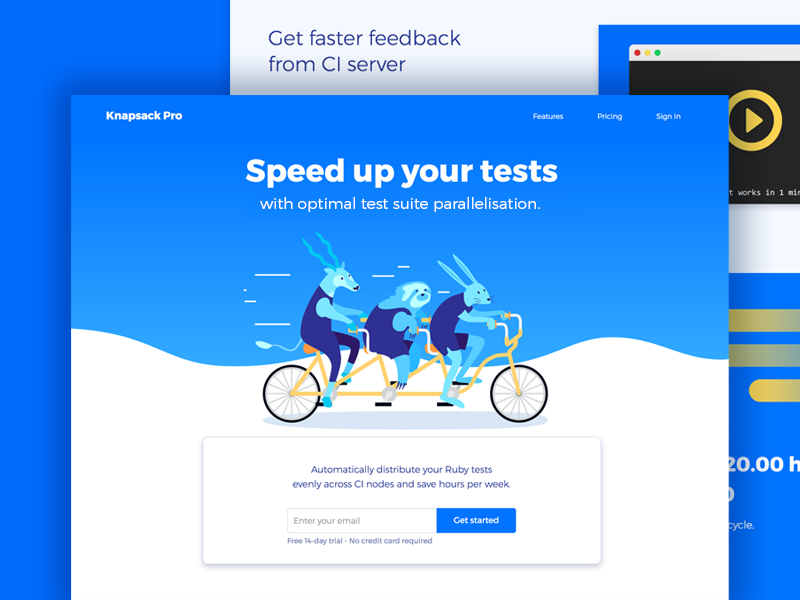 Get faster feedback
from CI server
Knapsack Pro
Features
Pricing
Sign in
Speed up your tests
with optimal test suite parallelisation.
works in 1
Automatically distribute your Ruby tests
evenly across CI nodes and save hours per week.
Enter your email
Get started
Free 14-day trial - No credit card required
20.00
cycle.